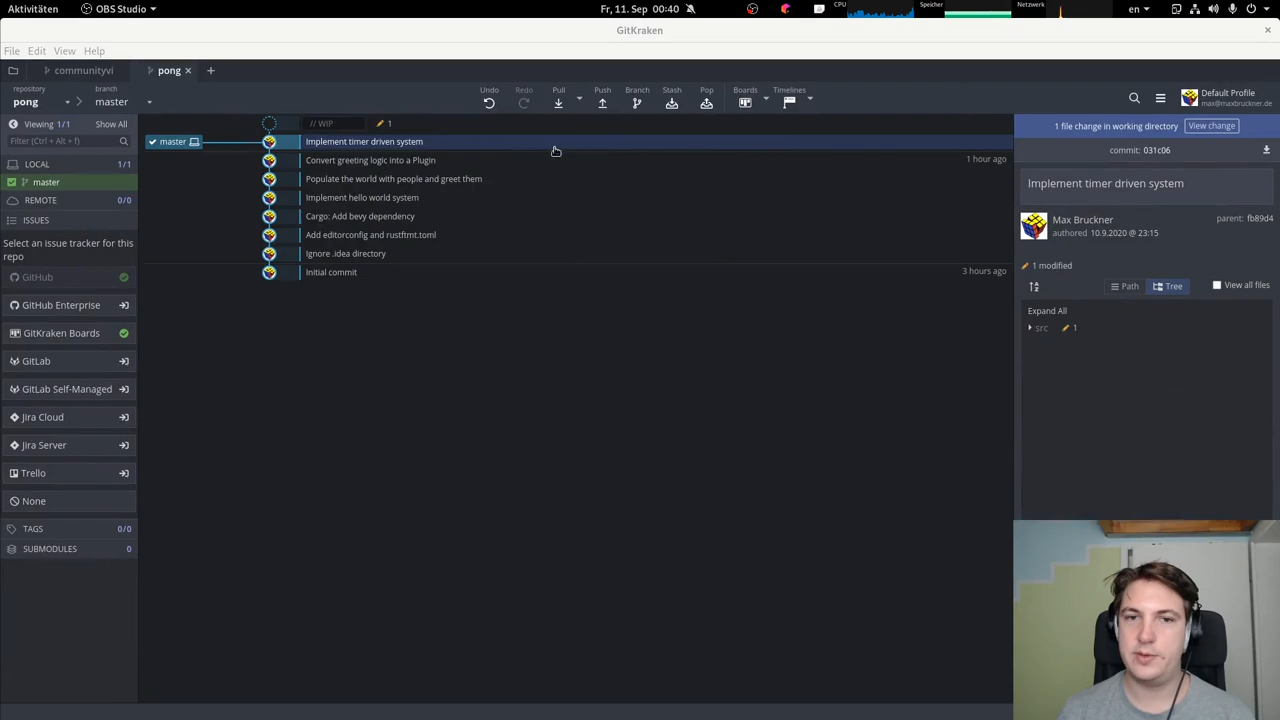 Aktivitäten
OBS Studio
Fr, 11. Sep 00:40
CPU
Speicher
Netzwerk
en
GitKraken
File Edit View Help
communityvi
pong
repository
pong
branch
master
Undo
Redo
Pull
Push
Branch
Stash
Pop
Boards
Timelines
Default Profile
max@maxbruckner.de
Viewing 1/1
Show All
Filter (Ctrl + Alt + f)
LOCAL 1/1
master
REMOTE 0/0
ISSUES
Select an issue tracker for this
repo
GitHub
GitHub Enterprise
GitKraken Boards
GitLab
GitLab Self-Managed
Jira Cloud
Jira Server
Trello
None
TAGS 0/0
SUBMODULES 0
// WIP 1
master
Implement timer driven system
Convert greeting logic into a Plugin
1 hour ago
Populate the world with people and greet them
Implement hello world system
Cargo: Add bevy dependency
Add editorconfig and rustftmt.toml
Ignore .idea directory
Initial commit
3 hours ago
1 file change in working directory
View change
commit: 031c06
Implement timer driven system
Max Bruckner
authored 10.9.2020 @ 23:15
parent: fb89d4
1 modified
Path
Tree
View all files
Expand All
src 1